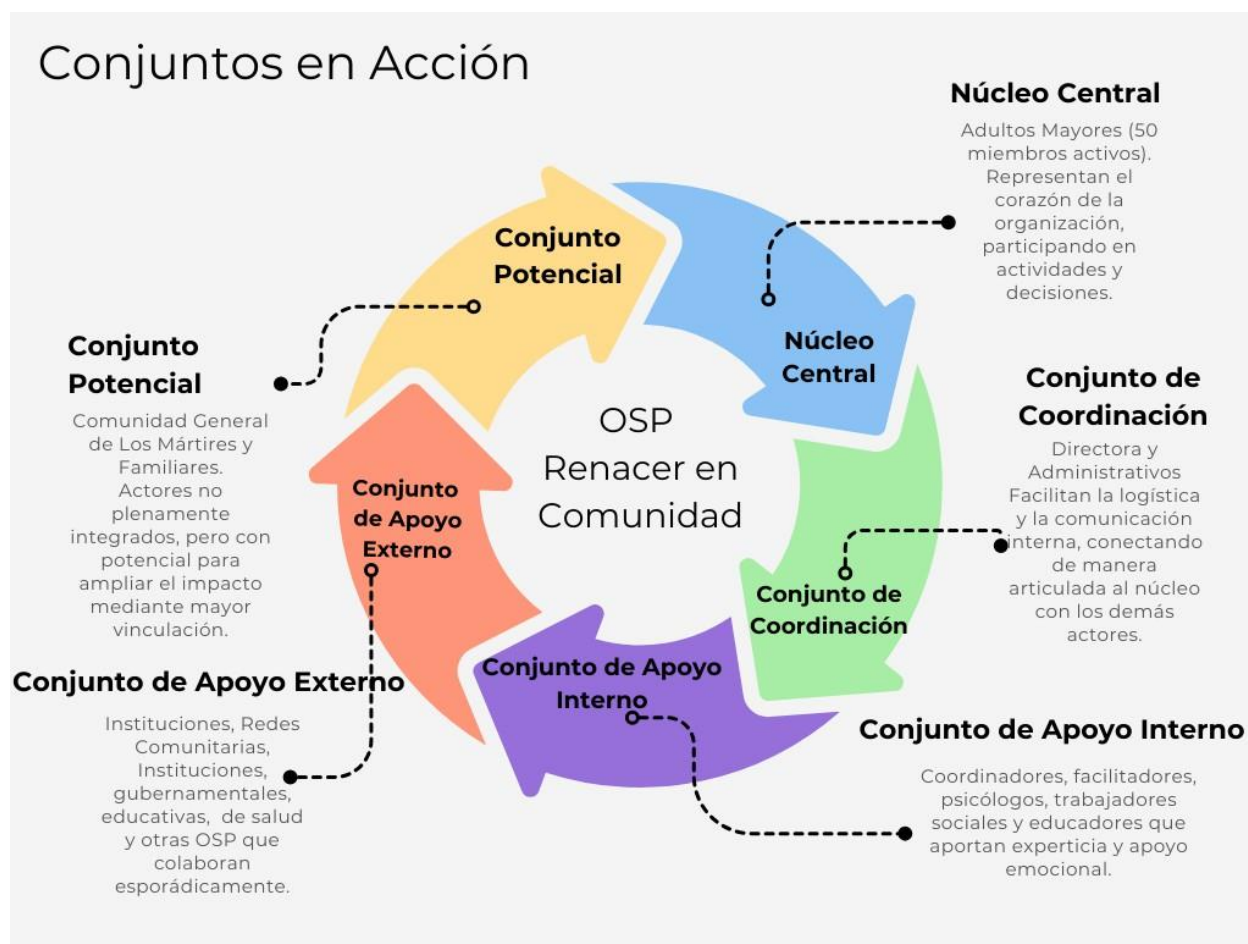 Conjuntos en Acción
Núcleo Central
Adultos Mayores (50
miembros activos).
Representan el
corazón de la
organización,
participando en
actividades y
decisiones.
Conjunto
Potencial
Núcleo
Central
Conjunto
Potencial
Comunidad General
de Los Mártires y
Familiares.
Actores no
plenamente
integrados, pero con
potencial para
ampliar el impacto
mediante mayor
vinculación.
Conjunto de
Coordinación
Directora y
Administrativos
Facilitan la logística
y la comunicación
interna, conectando
de manera
articulada al núcleo
con los demás
actores.
OSP
Renacer en
Comunidad
Conjunto
de Apoyo
Externo
Conjunto de
Coordinación
Conjunto de Apoyo
Interno
Conjunto de Apoyo Externo
Instituciones, Redes
Comunitarias,
Instituciones,
gubernamentales,
educativas, de salud
y otras OSP que
colaboran
esporádicamente.
Conjunto de Apoyo Interno
Coordinadores, facilitadores,
psicólogos, trabajadores
sociales y educadores que
aportan experticia y apoyo
emocional.